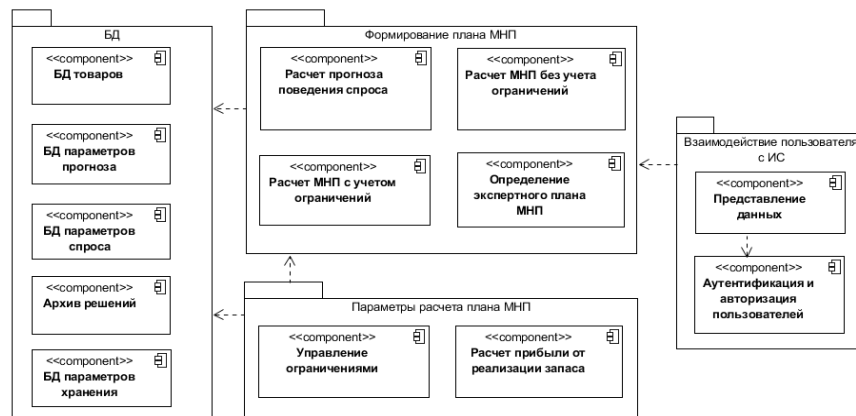 БД
<<component>>
БД товаров
<<component>>
БД параметров
прогноза
<<component>>
БД параметров
спроса
<<component>>
Архив решений
<<component>>
БД параметров
хранения
Формирование плана МНП
<<component>>
Расчет прогноза
поведения спроса
<<component>>
Расчет МНП без учета
ограничений
<<component>>
Расчет МНП с учетом
ограничений
<<component>>
Определение
экспертного плана
МНП
Параметры расчета плана МНП
<<component>>
Управление
ограничениями
<<component>>
Расчет прибыли от
реализации запаса
Взаимодействие пользователя
с ИС
<<component>>
Представление
данных
<<component>>
Аутентификация и
авторизация
пользователей